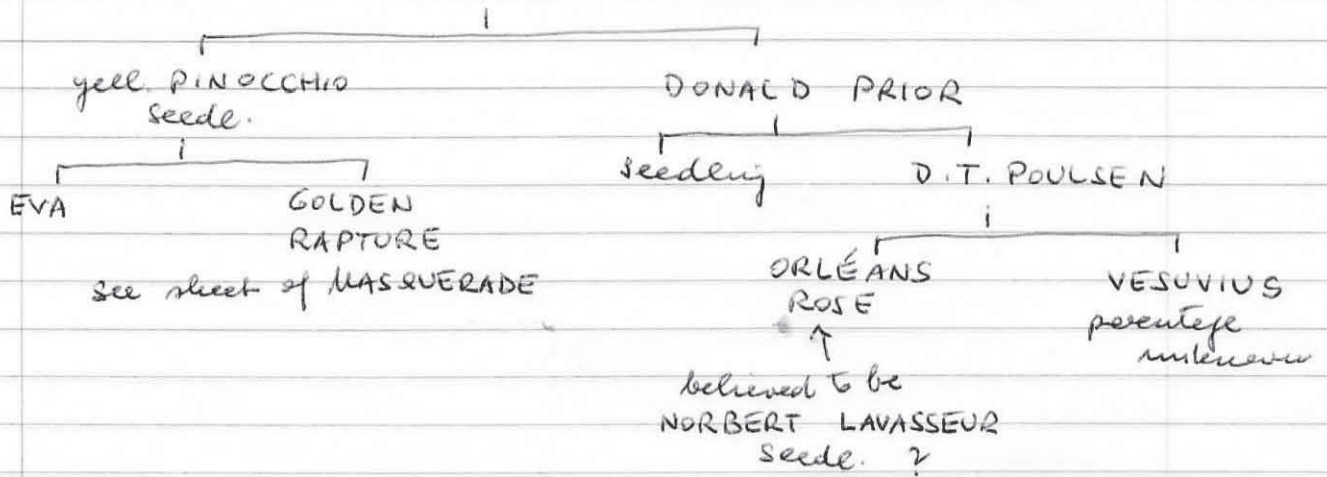 yell. PINOCCHIO
seedl.
DONALD PRIOR
seedling
D.T. POULSEN
EVA
GOLDEN
RAPTURE
see sheet of MASQUERADE
ORLÉANS
ROSE
VESUVIUS
parentage
unknown
believed to be
NORBERT LAVASSEUR
seedl. ?